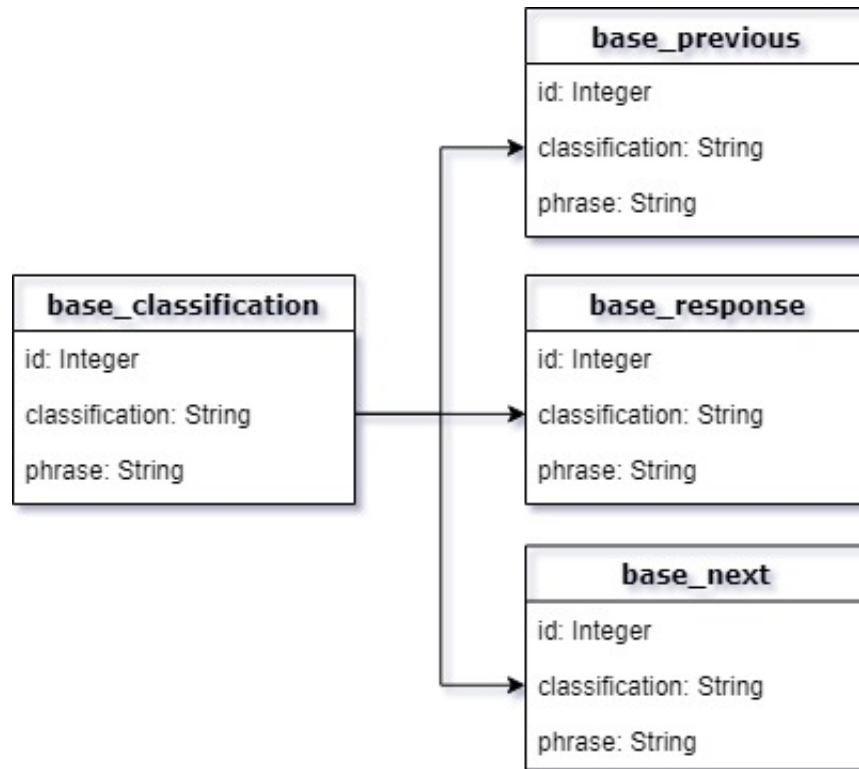 base_previous
id: Integer
classification: String
phrase: String
base_classification
id: Integer
classification: String
phrase: String
base_response
id: Integer
classification: String
phrase: String
base_next
id: Integer
classification: String
phrase: String